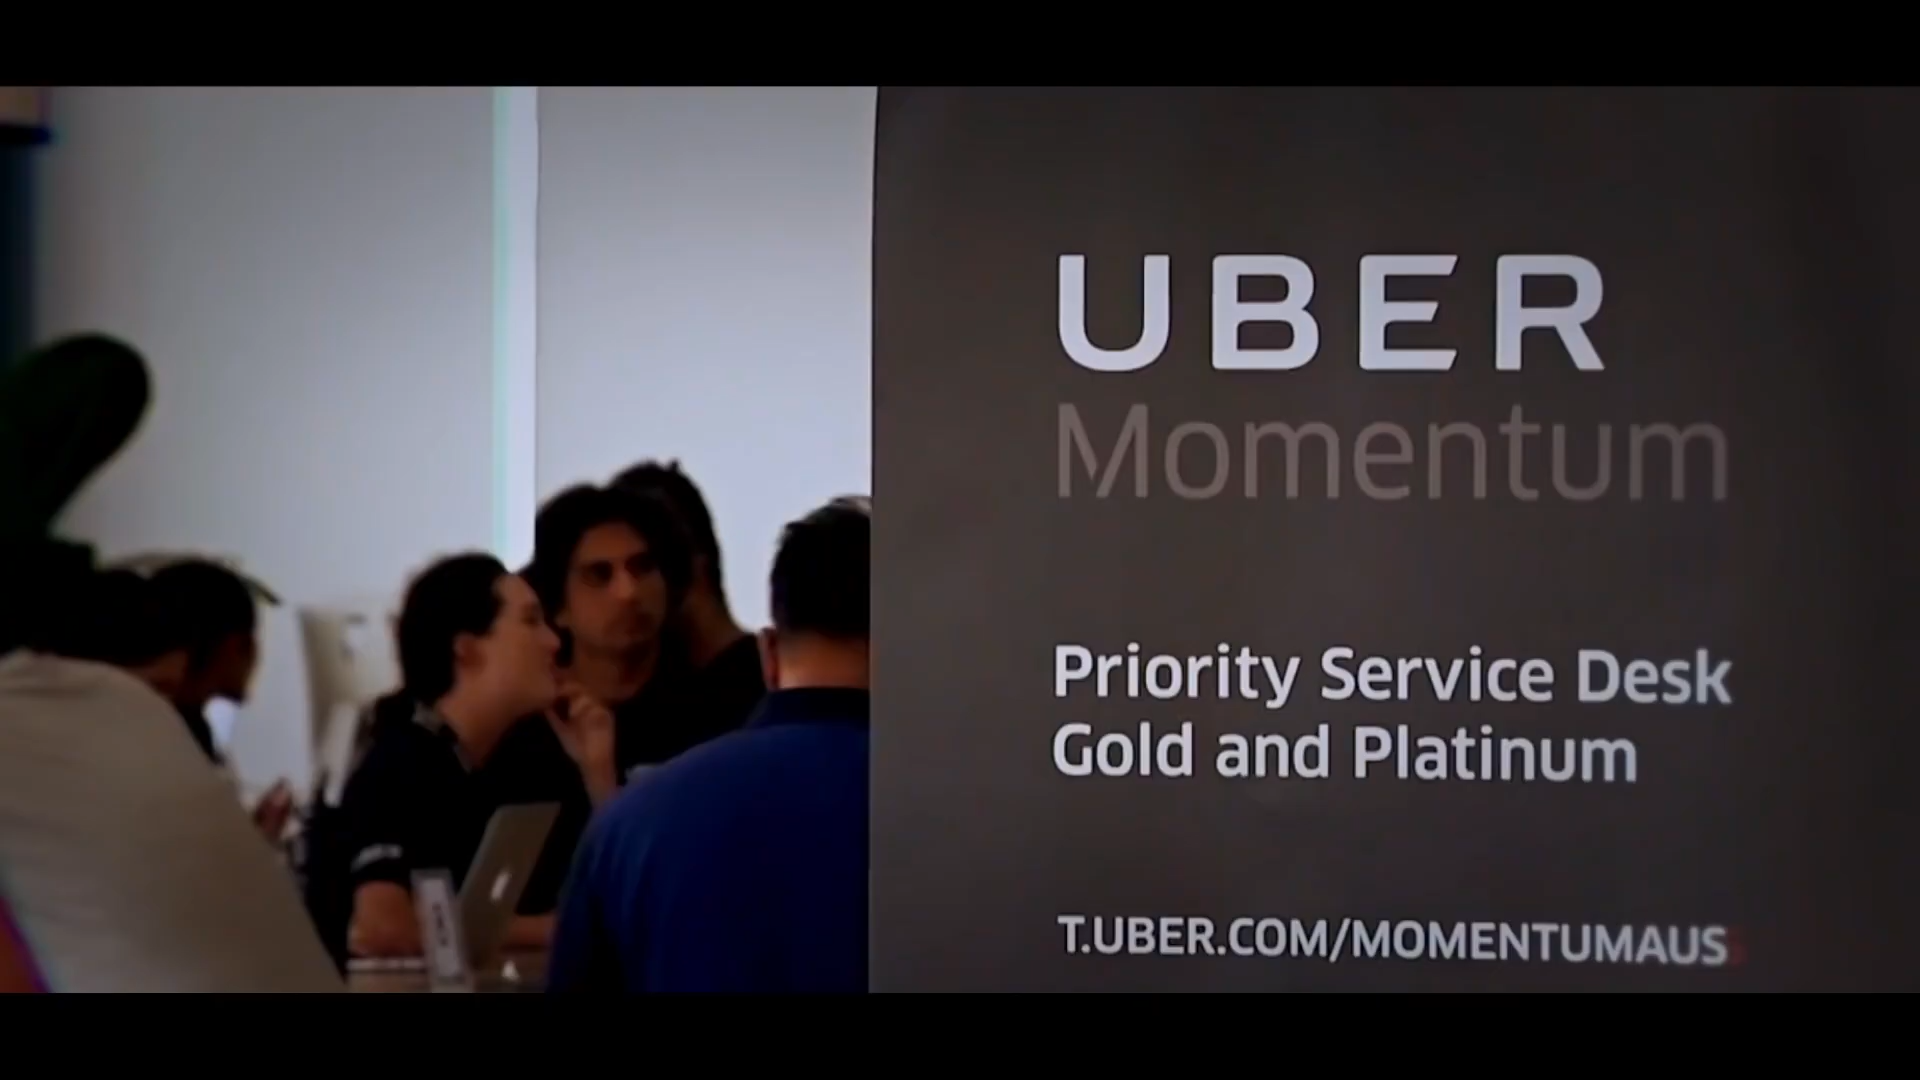 UBER
Momentum
Priority Service Desk
Gold and Platinum
T.UBER.COM/MOMENTUMAUS